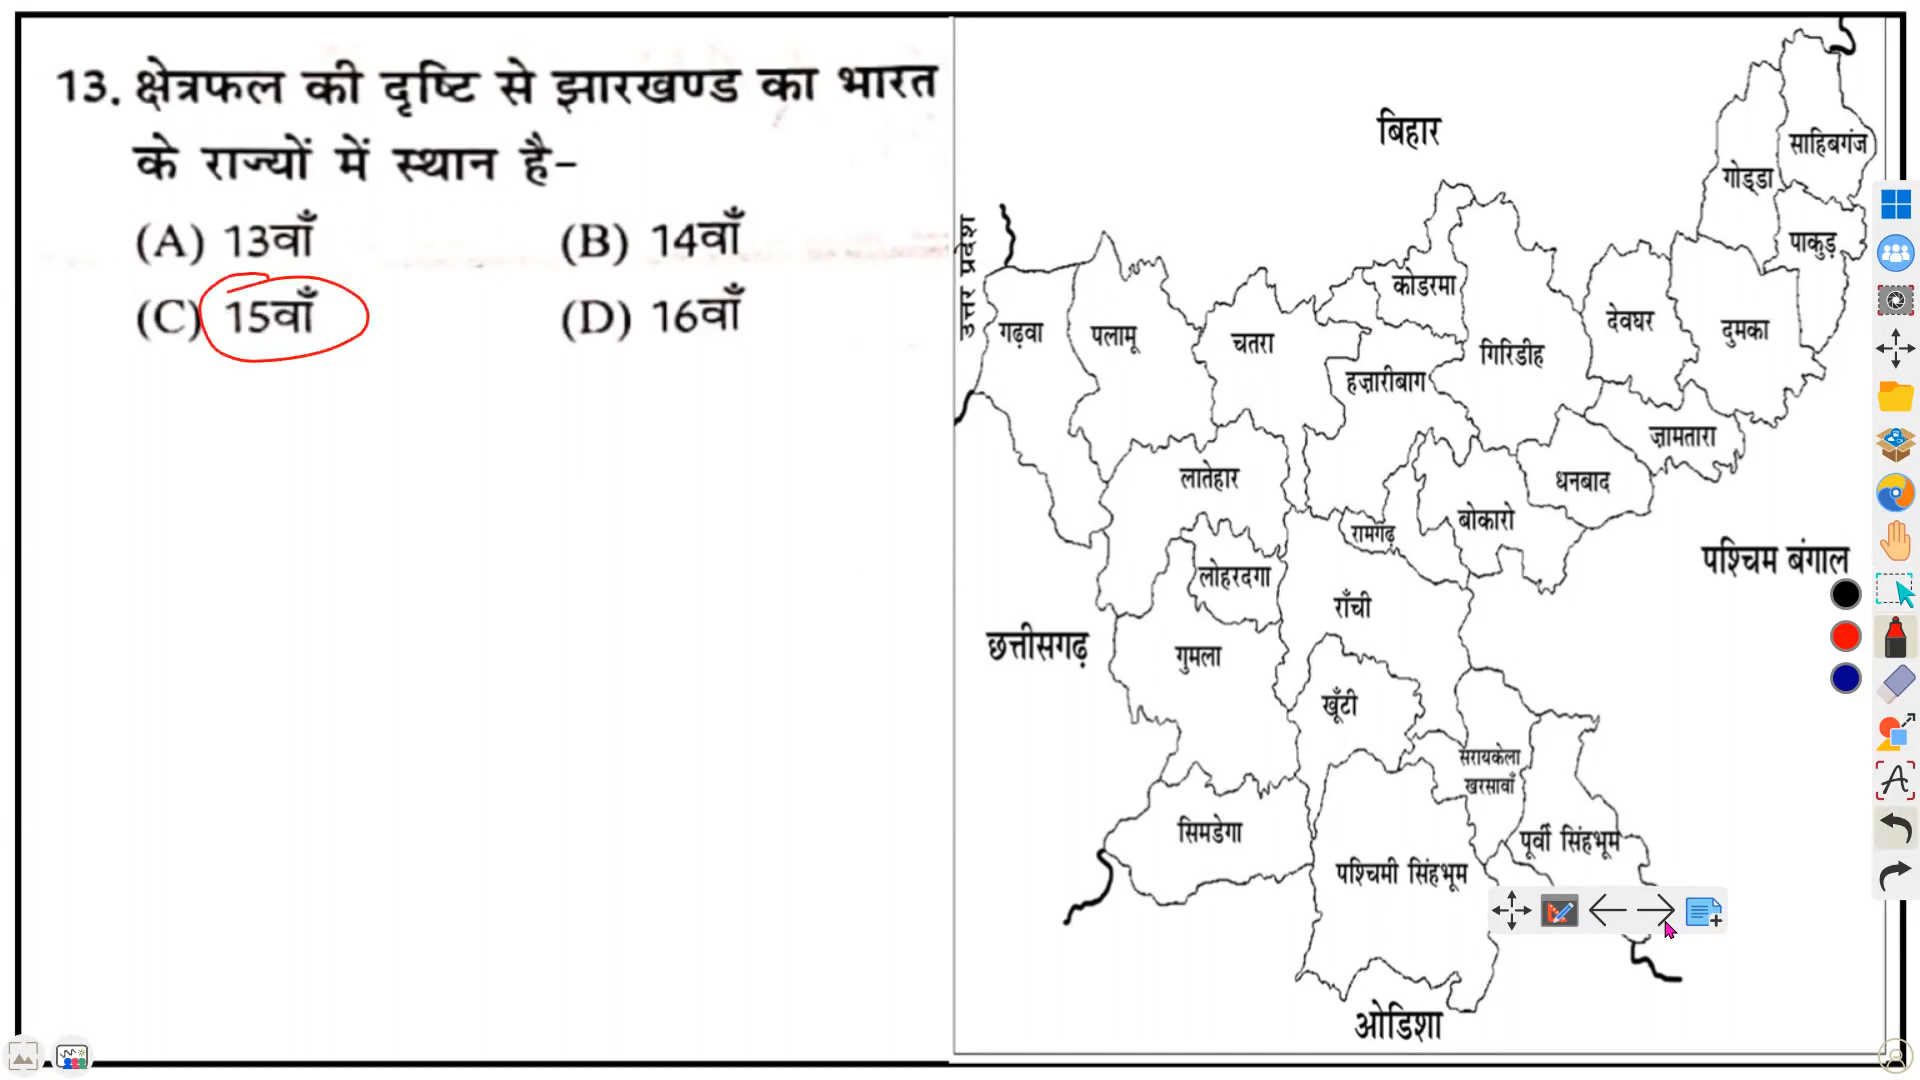 13. क्षेत्रफल की दृष्टि से झारखण्ड का भारत
के राज्यों में स्थान है–
(A) 13वाँ
(B) 14वाँ
(C) 15वाँ
(D) 16वाँ
बिहार
साहिबगंज
गोड्डा
पाकुड़
उत्तर प्रदेश
कोडरमा
गढ़वा
पलामू
चतरा
देवघर
दुमका
गिरिडीह
हज़ारीबाग
ज़ामतारा
लातेहार
धनबाद
बोकारो
रामगढ़
पश्चिम बंगाल
लोहरदगा
राँची
छत्तीसगढ़
गुमला
खूँटी
सरायकेला
खरसावाँ
सिमडेगा
पूर्वी सिंहभूम
पश्चिमी सिंहभूम
ओडिशा